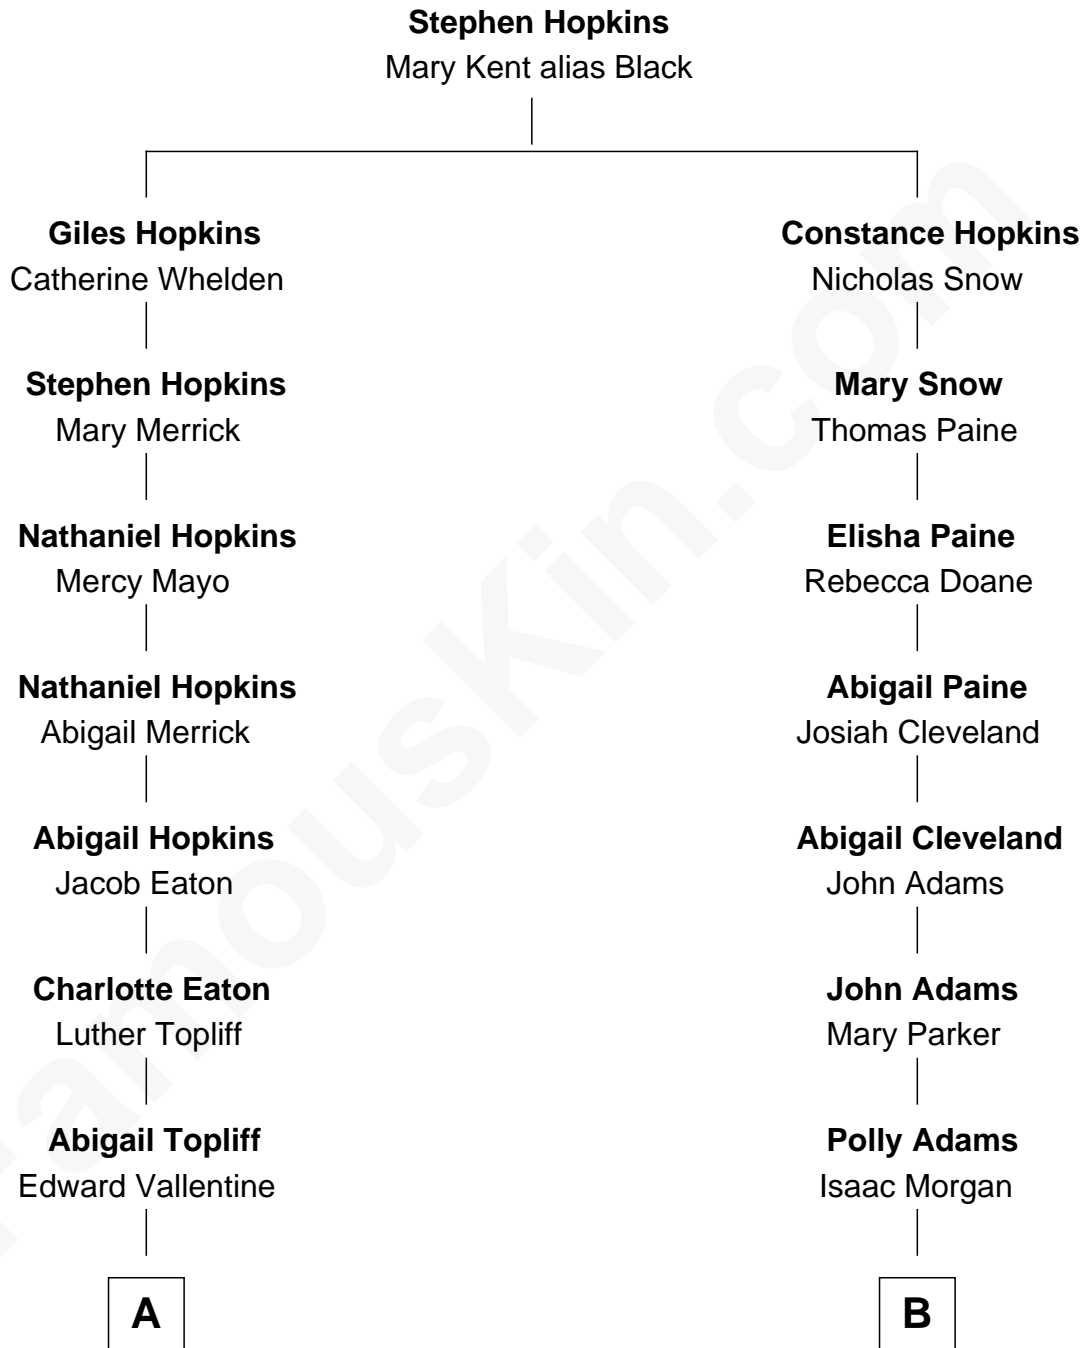 Stephen Hopkins
Mary Kent alias Black
Giles Hopkins
Catherine Whelden
Constance Hopkins
Nicholas Snow
Stephen Hopkins
Mary Merrick
Mary Snow
Thomas Paine
Nathaniel Hopkins
Mercy Mayo
Elisha Paine
Rebecca Doane
Nathaniel Hopkins
Abigail Merrick
Abigail Paine
Josiah Cleveland
Abigail Hopkins
Jacob Eaton
Abigail Cleveland
John Adams
Charlotte Eaton
Luther Topliff
John Adams
Mary Parker
Abigail Topliff
Edward Vallentine
Polly Adams
Isaac Morgan
A
B
FamousKin.com